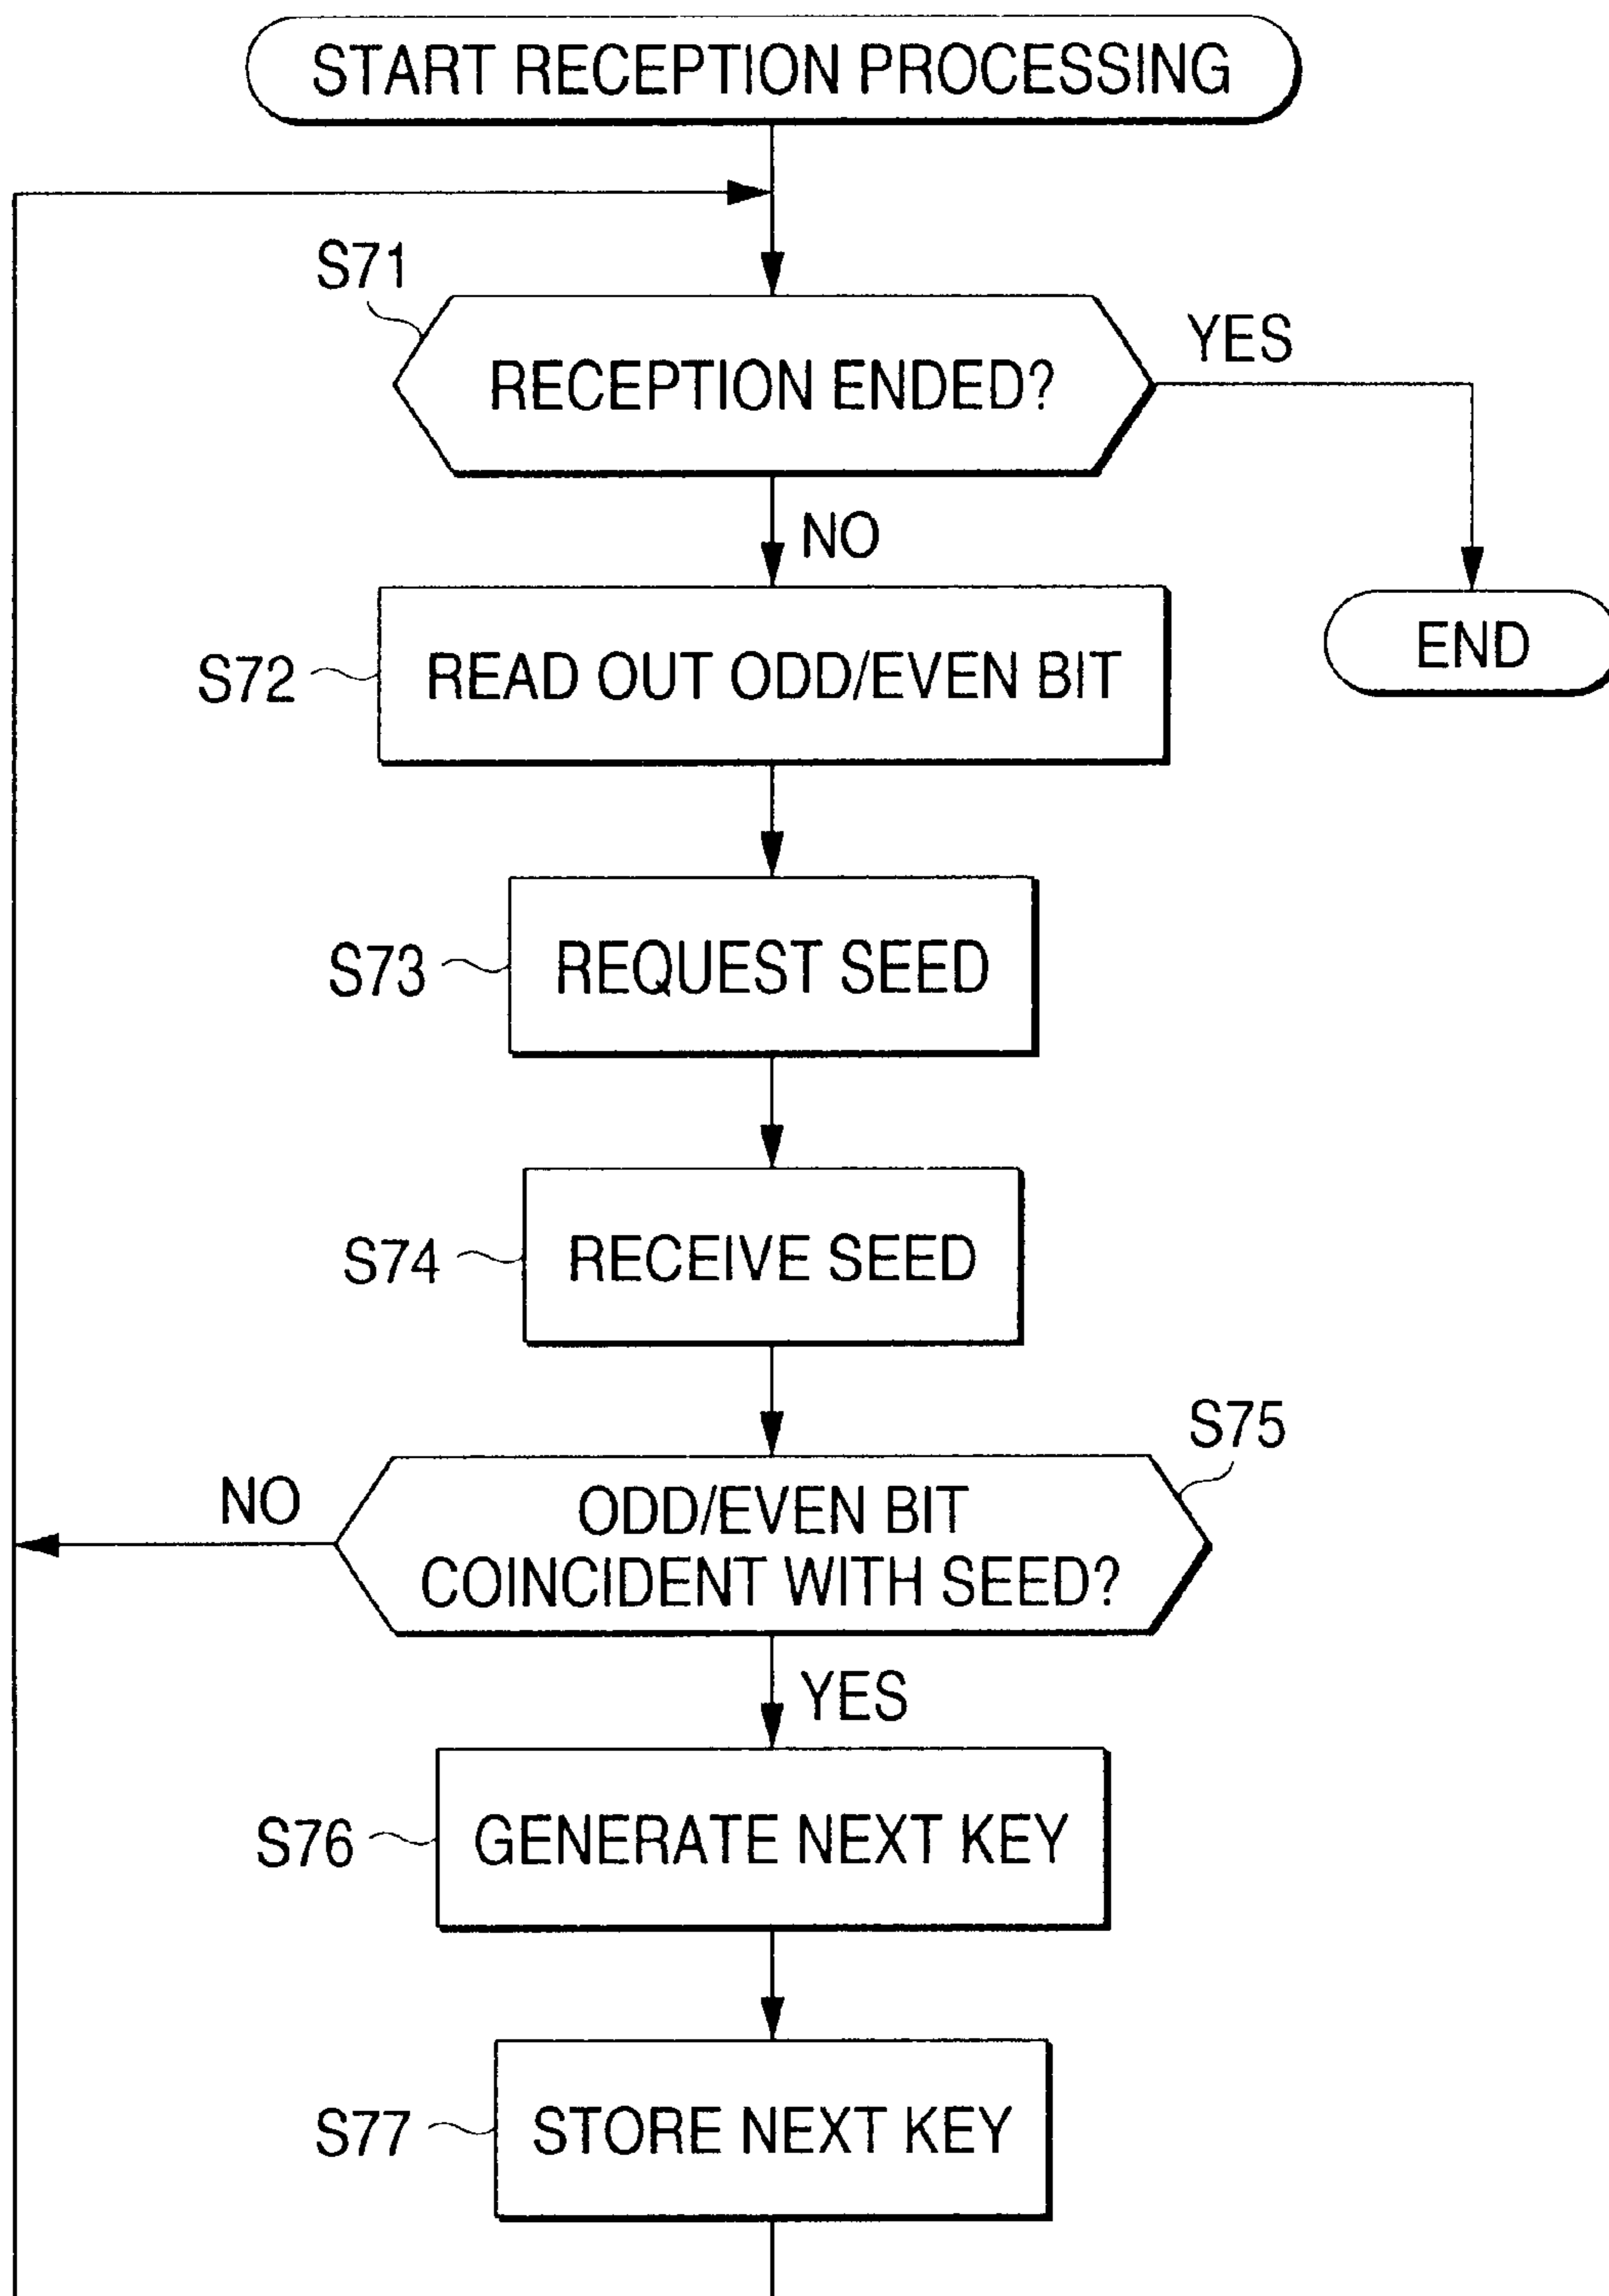 START RECEPTION PROCESSING
S71
RECEPTION ENDED?
YES
NO
END
S72
READ OUT ODD/EVEN BIT
S73
REQUEST SEED
S74
RECEIVE SEED
S75
NO
ODD/EVEN BIT
COINCIDENT WITH SEED?
YES
S76
GENERATE NEXT KEY
S77
STORE NEXT KEY